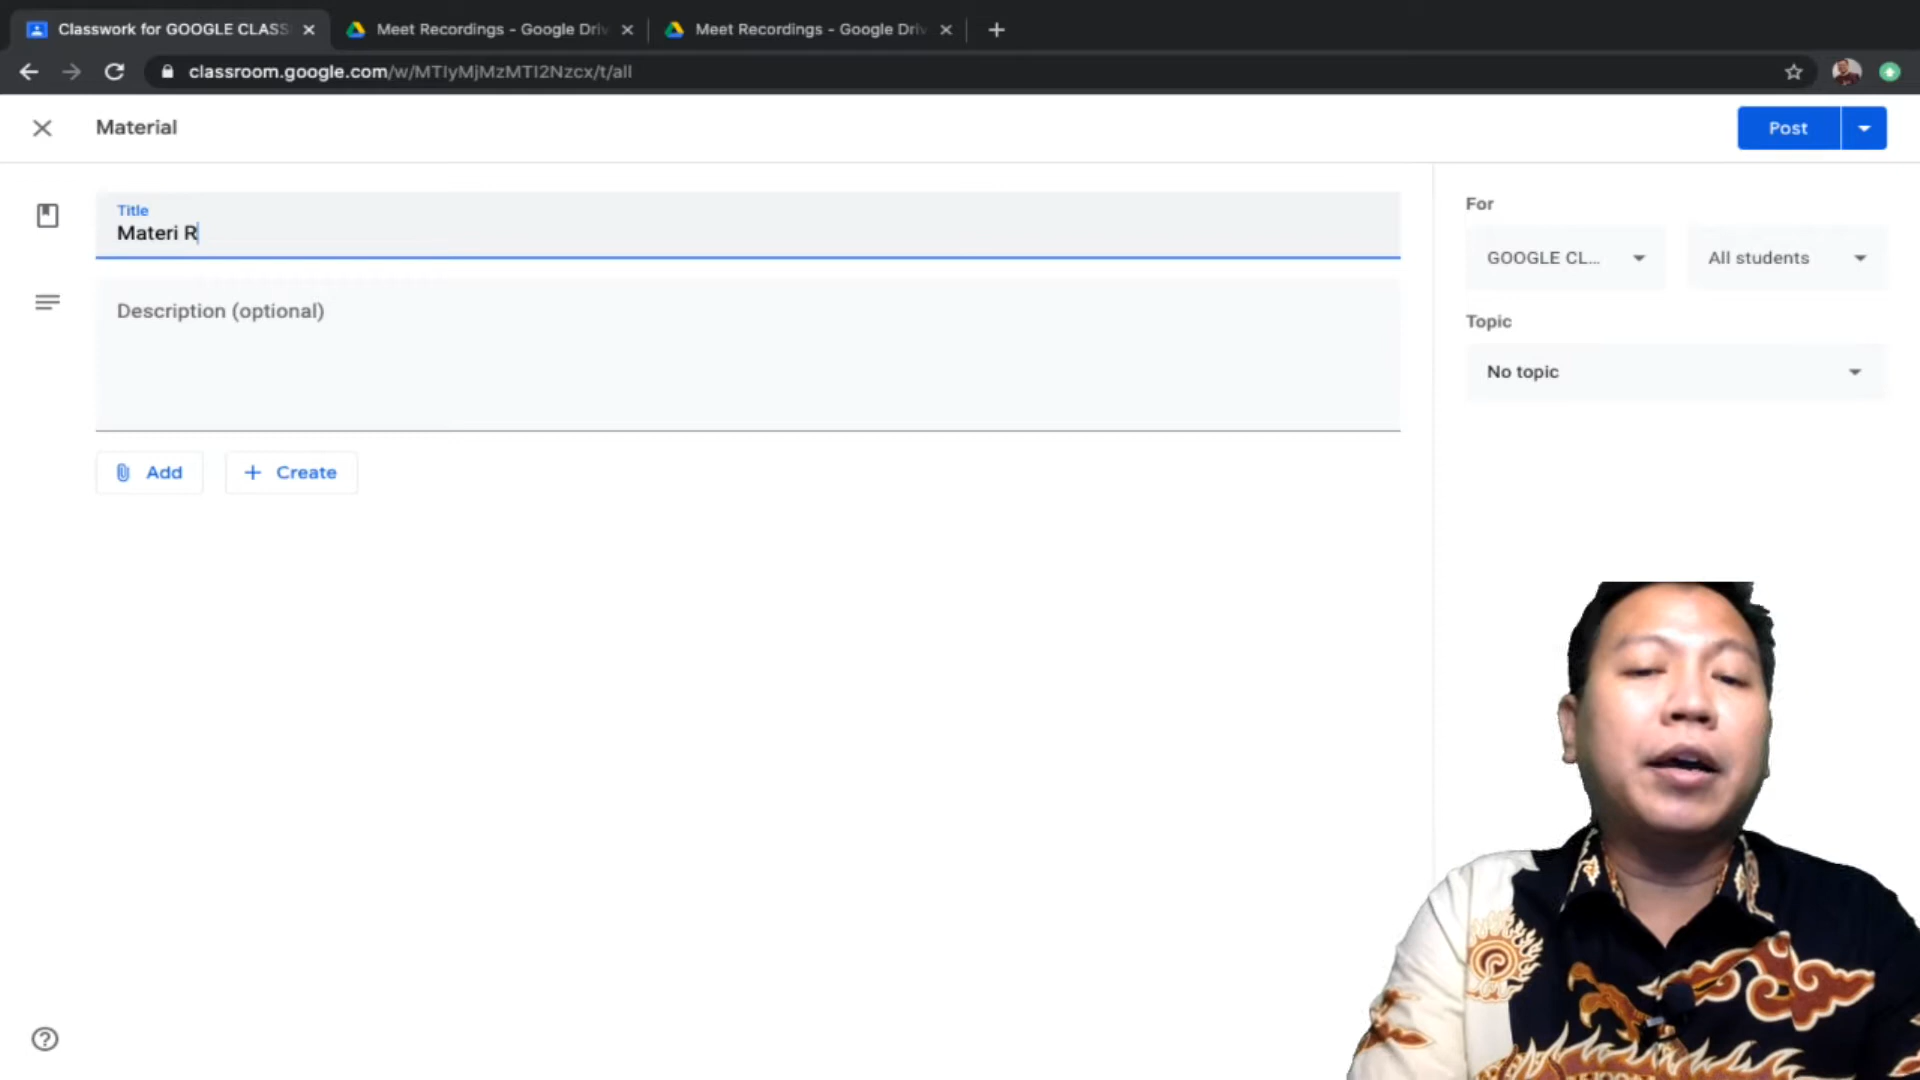 Classwork for GOOGLE CLASS
Meet Recordings - Google Driv
Meet Recordings - Google Driv
classroom.google.com/w/MTIyMjMzMTI2Nzcx/t/all
Material
Post
Title
Materi R
Description (optional)
Add
Create
For
GOOGLE CL...
All students
Topic
No topic